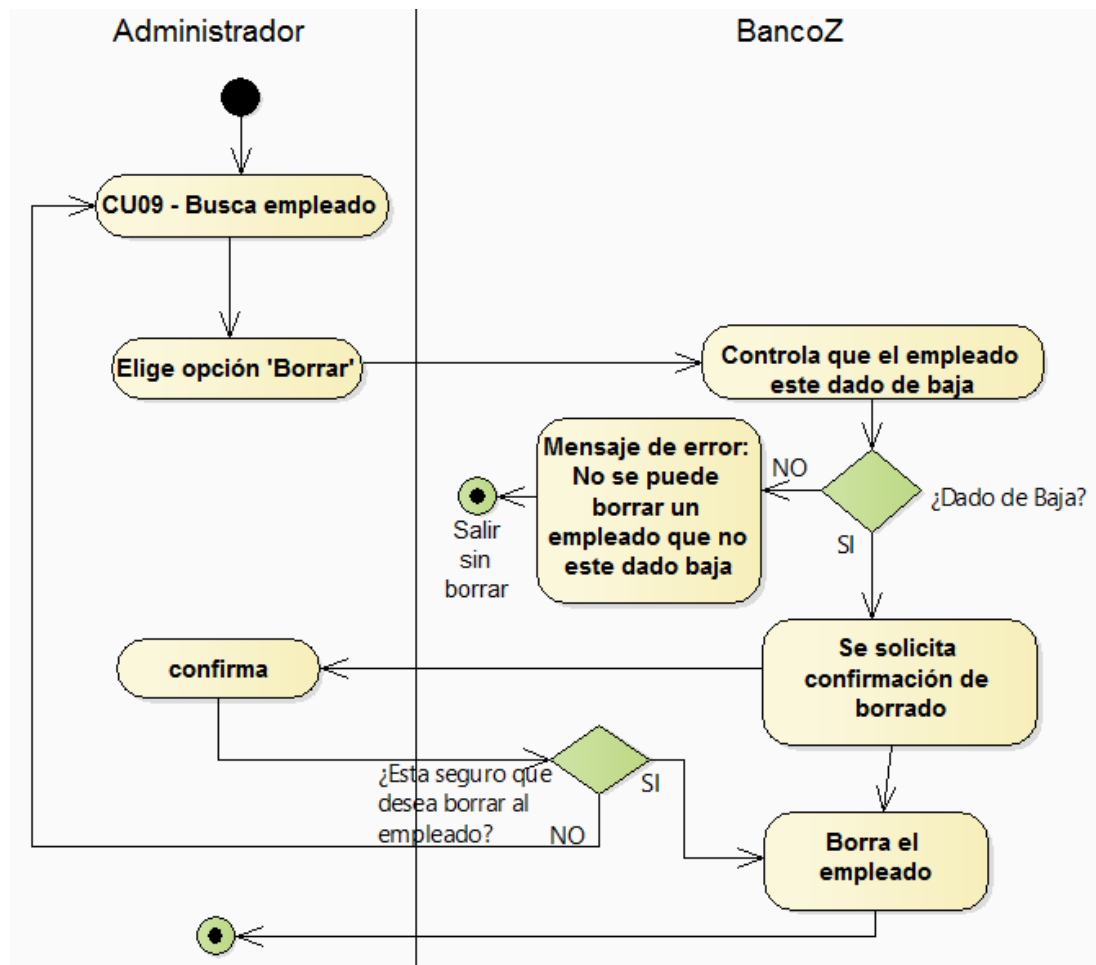 Administrador
BancoZ
CU09 - Busca empleado
Elige opción 'Borrar'
Controla que el empleado
este dado de baja
Mensaje de error:
No se puede
borrar un
empleado que no
este dado baja
NO
¿Dado de Baja?
SI
Salir
sin
borrar
Se solicita
confirmación de
borrado
confirma
¿Esta seguro que
desea borrar al
empleado?
SI
NO
Borra el
empleado